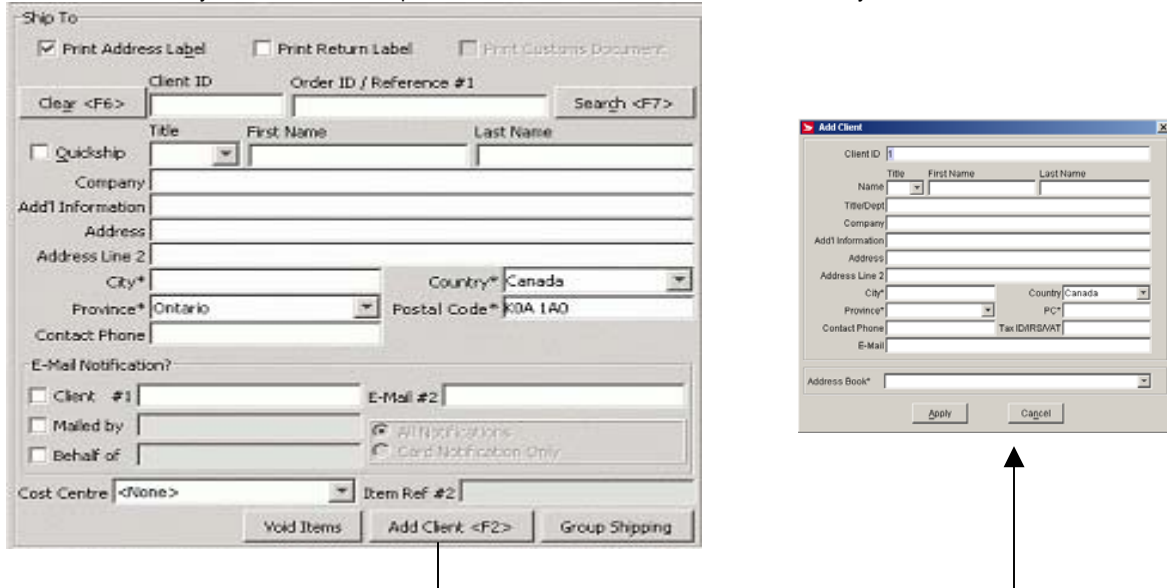 Ship To
Print Address Label Print Return Label Print Customs Document
Client ID Order ID / Reference #1
Clear <F6> Search <F7>
Title First Name Last Name
Quickship
Company
Add'l Information
Address
Address Line 2
City* Country* Canada
Province* Ontario Postal Code* K0A 1A0
Contact Phone
E-Mail Notification?
Client #1 E-Mail #2
Mailed by All Notifications
Behalf of Card Notification Only
Cost Centre <None> Item Ref #2
Void Items Add Client <F2> Group Shipping
Add Client
Client ID 1
Title First Name Last Name
Name
Title/Dept
Company
Add'l Information
Address
Address Line 2
City* Country Canada
Province* PC*
Contact Phone Tax ID/IRS/VAT
E-Mail
Address Book*
Apply Cancel